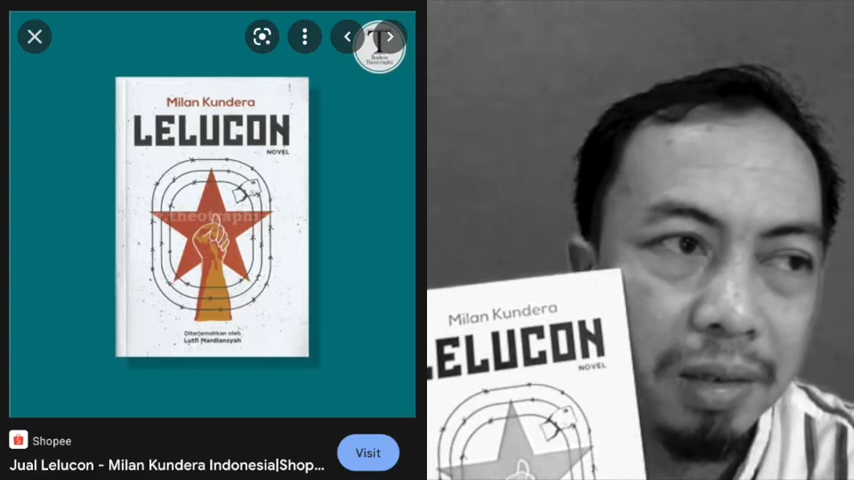 T
Milan Kundera
LELUCON
NOVEL
theotraphi
Diterjemahkan oleh
Lutfi Mardiansyah
Shopee
Jual Lelucon - Milan Kundera Indonesia|Shop...
Visit
Milan Kundera
LELUCON
NOVEL